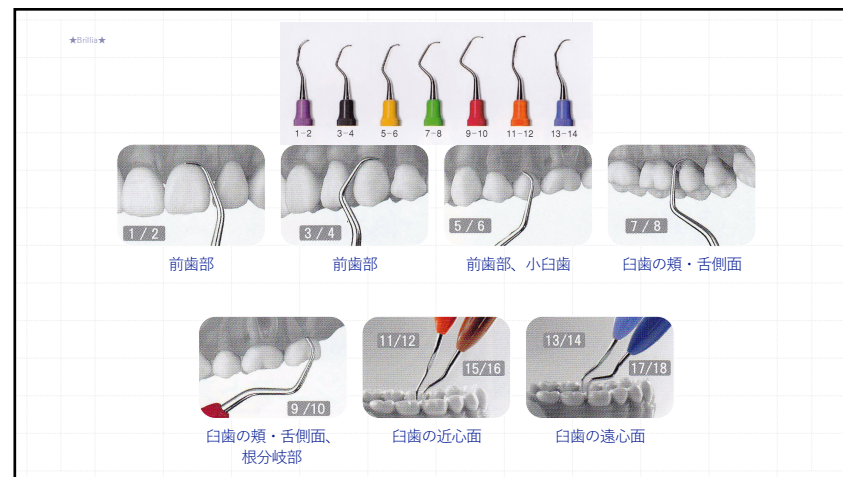 ★Brillia★
1-2
3-4
5-6
7-8
9-10
11-12
13-14
1 / 2
3 / 4
5 / 6
7 / 8
前歯部
前歯部
前歯部、小臼歯
臼歯の頬・舌側面
9 /10
11/12
15/16
13/14
17/18
臼歯の頬・舌側面、
根分岐部
臼歯の近心面
臼歯の遠心面